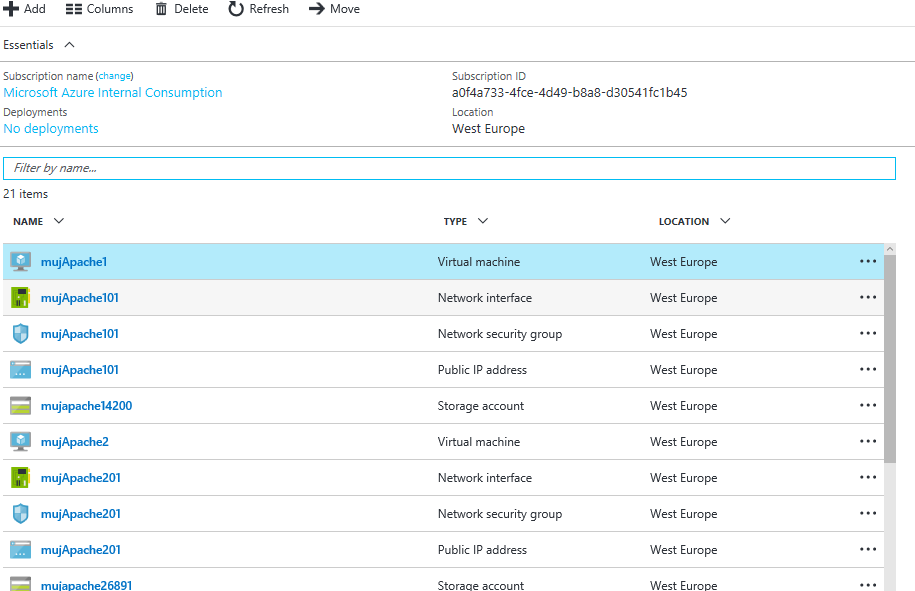 Add Columns Delete Refresh Move
Essentials
Subscription name (change) Subscription ID
Microsoft Azure Internal Consumption a0f4a733-4fce-4d49-b8a8-d30541fc1b45
Deployments Location
No deployments West Europe
Filter by name...
21 items
NAME TYPE LOCATION
mujApache1 Virtual machine West Europe ...
mujApache101 Network interface West Europe ...
mujApache101 Network security group West Europe ...
mujApache101 Public IP address West Europe ...
mujapache14200 Storage account West Europe ...
mujApache2 Virtual machine West Europe ...
mujApache201 Network interface West Europe ...
mujApache201 Network security group West Europe ...
mujApache201 Public IP address West Europe ...
mujapache26891 Storage account West Europe ...